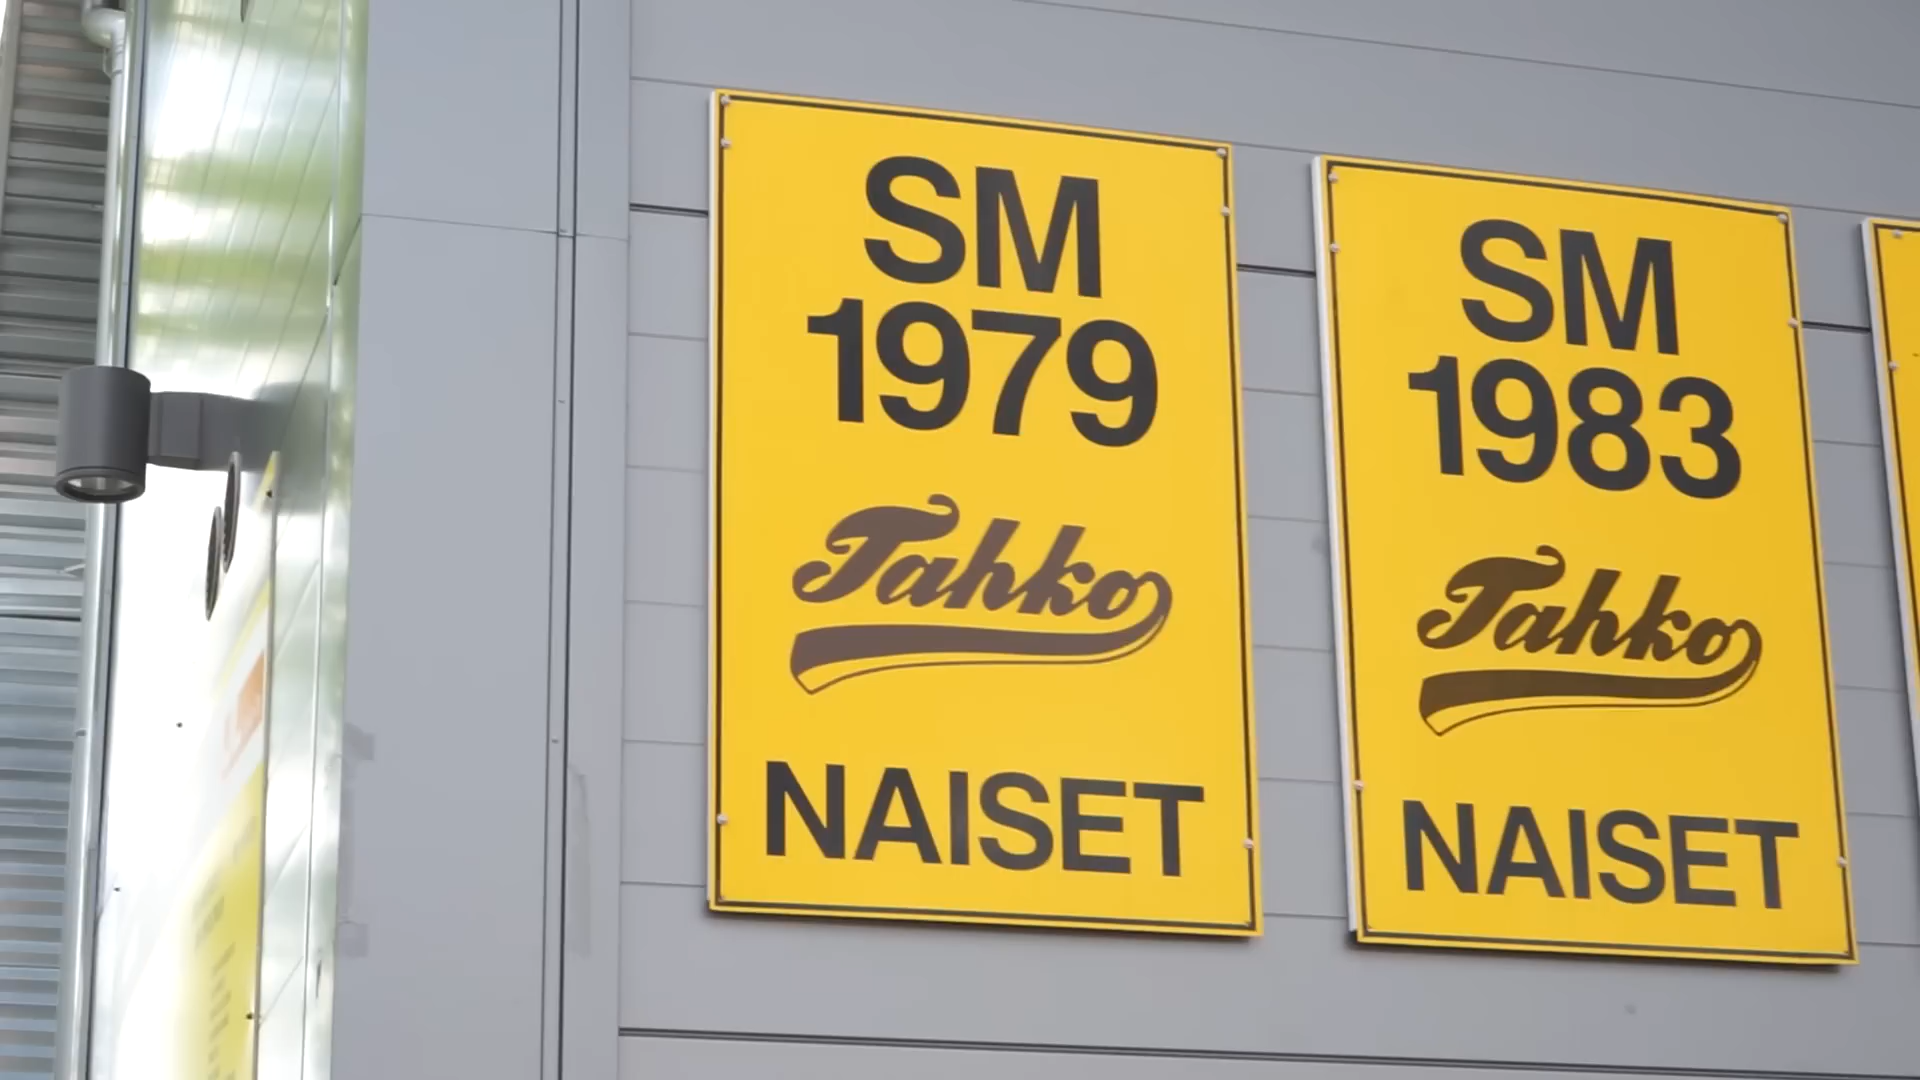 SM
1979
Tahko
NAISET
SM
1983
Tahko
NAISET